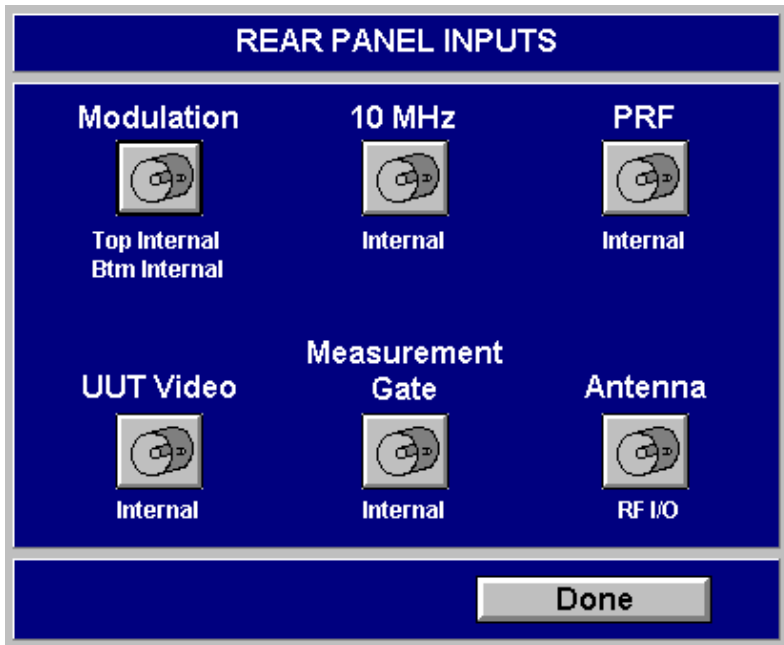 REAR PANEL INPUTS
Modulation
10 MHz
PRF
Top Internal
Btm Internal
Internal
Internal
UUT Video
Measurement
Gate
Antenna
Internal
Internal
RF I/O
Done